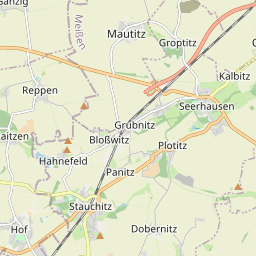 Meißen
Mautitz
Groptitz
Kalbitz
Reppen
Seerhausen
Grubnitz
Bloßwitz
Plotitz
Hahnefeld
Panitz
Stauchitz
Hof
Dobernitz